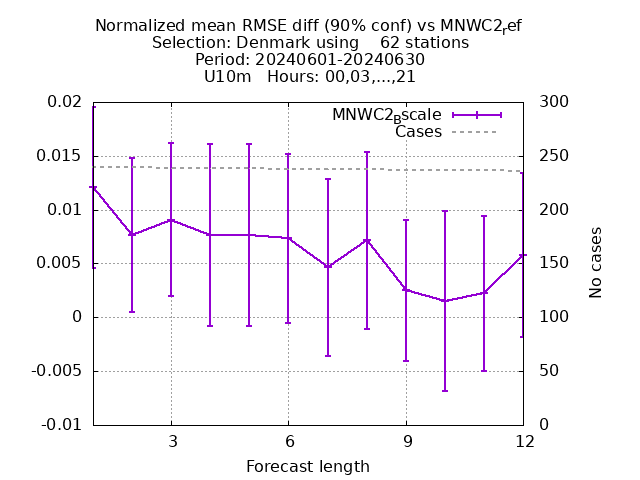 Normalized mean RMSE diff (90% conf) vs MNWC2ref
Selection: Denmark using 62 stations
Period: 20240601-20240630
U10m Hours: 00,03,...,21
MNWC2Bscale
Cases
0.02
0.015
0.01
0.005
0
-0.005
-0.01
300
250
200
150
100
50
0
No cases
3
6
9
12
Forecast length